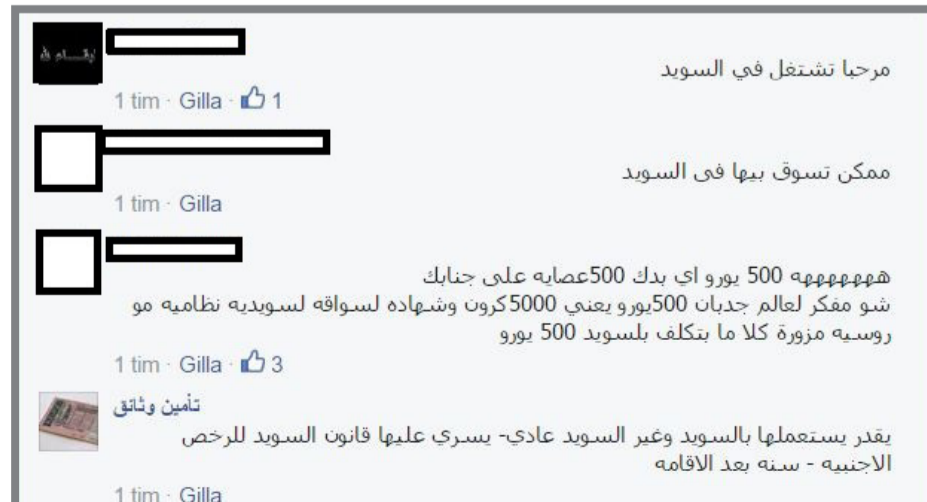 مرحبا تشتغل في السويد
1 tim · Gilla · 1
ممكن تسوق بيها فى السويد
1 tim · Gilla
هههههههه 500 يورو اي بدك 500عصايه على جنابك
شو مفكر لعالم جدبان 500يورو يعني 5000كرون وشهاده لسواقه لسويديه نظاميه مو
روسيه مزورة كلا ما بتكلف بلسويد 500 يورو
1 tim · Gilla · 3
تأمين وثائق
يقدر يستعملها بالسويد وغير السويد عادي- يسري عليها قانون السويد للرخص
الاجنبيه - سنه بعد الاقامه
1 tim · Gilla